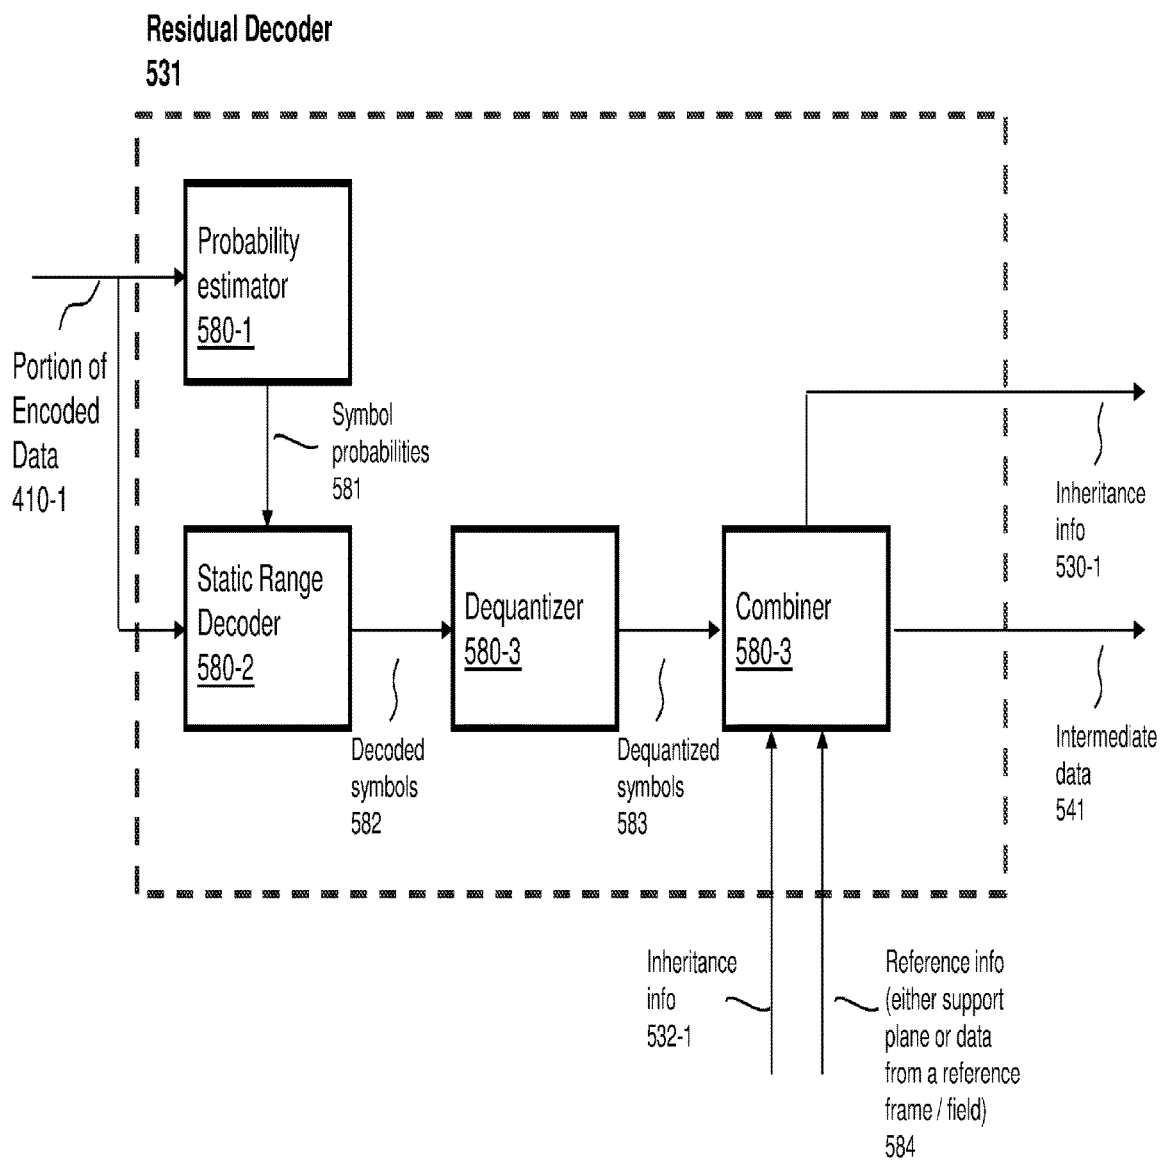 Residual Decoder
531
Probability
estimator
580-1
Portion of
Encoded
Data
410-1
Symbol
probabilities
581
Inheritance
info
530-1
Static Range
Decoder
580-2
Dequantizer
580-3
Combiner
580-3
Decoded
symbols
582
Dequantized
symbols
583
Intermediate
data
541
Inheritance
info
532-1
Reference info
(either support
plane or data
from a reference
frame / field)
584